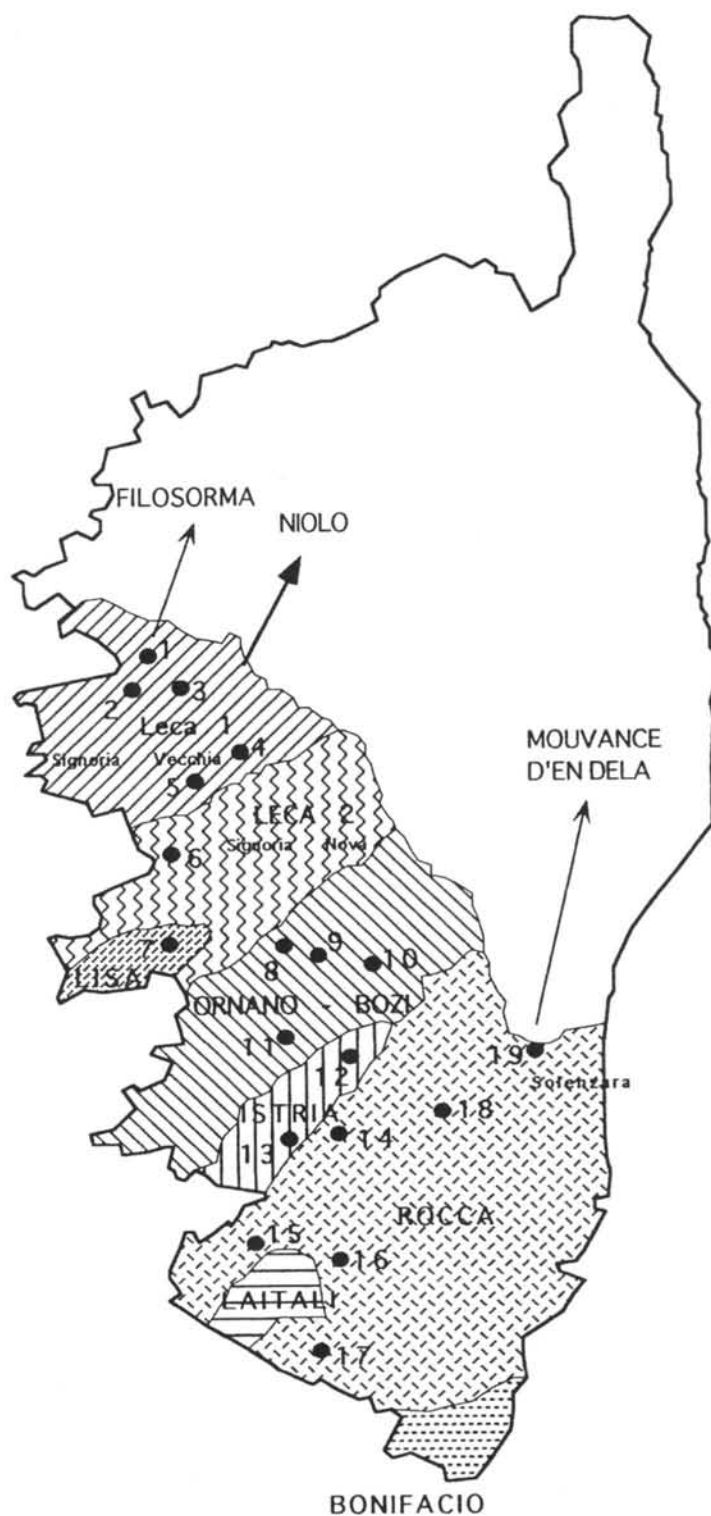 FILOSORMA
NIOLO
1
2
3
Leca 1
4
Signoria Vecchia
5
MOUVANCE
D'EN DELA
LECA 2
Signoria Nova
6
7
LISA
8
9
10
ORNANO - BOZI
11
12
19
Solenzara
ISTRIA
18
13
14
ROCCA
15
16
LAITALI
17
BONIFACIO